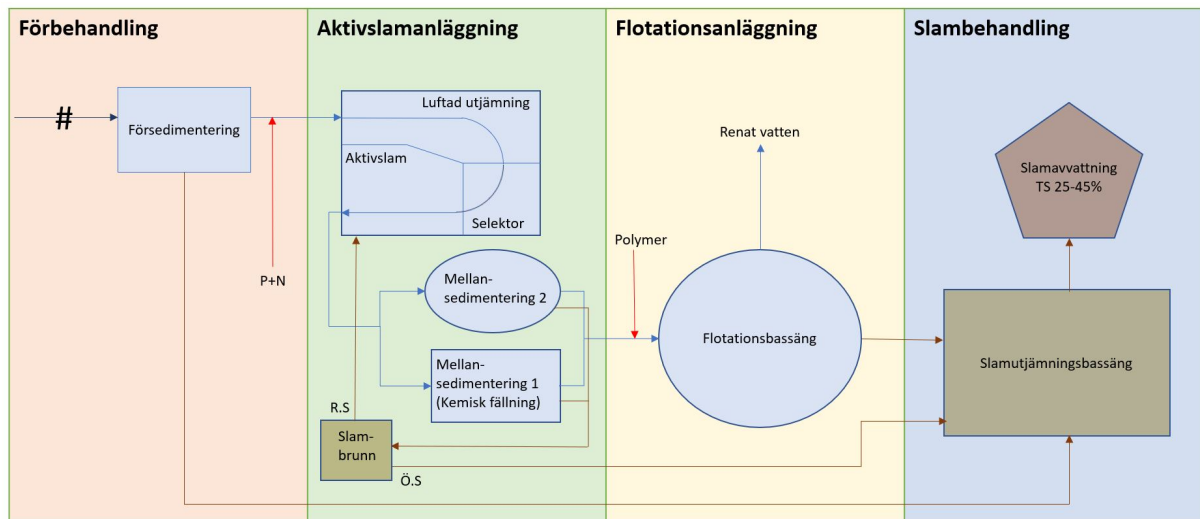 Förbehandling
#
Försedimentering
P+N
Aktivslamanläggning
Luftad utjämning
Aktivslam
Selektor
Mellan-
sedimentering 2
Mellan-
sedimentering 1
(Kemisk fällning)
R.S
Slam-
brunn
Ö.S
Flotationsanläggning
Renat vatten
Polymer
Flotationsbassäng
Slambehandling
Slamavvattning
TS 25-45%
Slamutjämningsbassäng